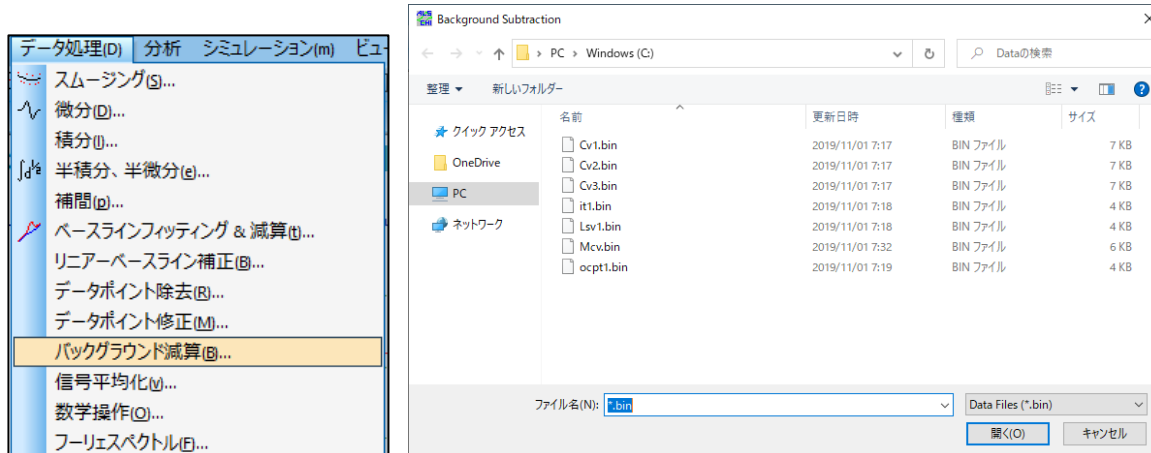 データ処理(D) 分析 シミュレーション(m) ビュ
スムージング(S)...
微分(D)...
積分(I)...
半積分、半微分(e)...
補間(p)...
ベースラインフィッティング & 減算(t)...
リニアーベースライン補正(B)...
データポイント除去(R)...
データポイント修正(M)...
バックグラウンド減算(B)...
信号平均化(v)...
数学操作(O)...
フーリェスペクトル(F)...
Background Subtraction
PC › Windows (C:)
Dataの検索
整理 新しいフォルダー
名前 更新日時 種類 サイズ
クイック アクセス
OneDrive
PC
ネットワーク
Cv1.bin 2019/11/01 7:17 BIN ファイル 7 KB
Cv2.bin 2019/11/01 7:17 BIN ファイル 7 KB
Cv3.bin 2019/11/01 7:17 BIN ファイル 7 KB
it1.bin 2019/11/01 7:18 BIN ファイル 4 KB
Lsv1.bin 2019/11/01 7:18 BIN ファイル 4 KB
Mcv.bin 2019/11/01 7:32 BIN ファイル 6 KB
ocpt1.bin 2019/11/01 7:19 BIN ファイル 4 KB
ファイル名(N): *.bin Data Files (*.bin)
開く(O) キャンセル